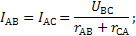 I_AB = I_AC = U_BC / (r_AB + r_CA);